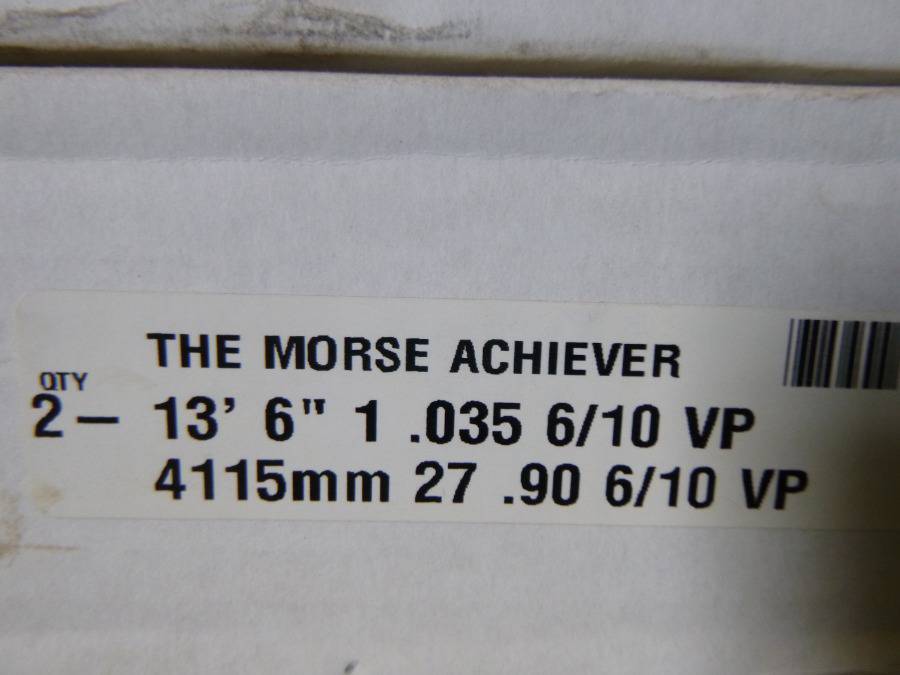 THE MORSE ACHIEVER
QTY
2 – 13' 6" 1 .035 6/10 VP
4115mm 27 .90 6/10 VP